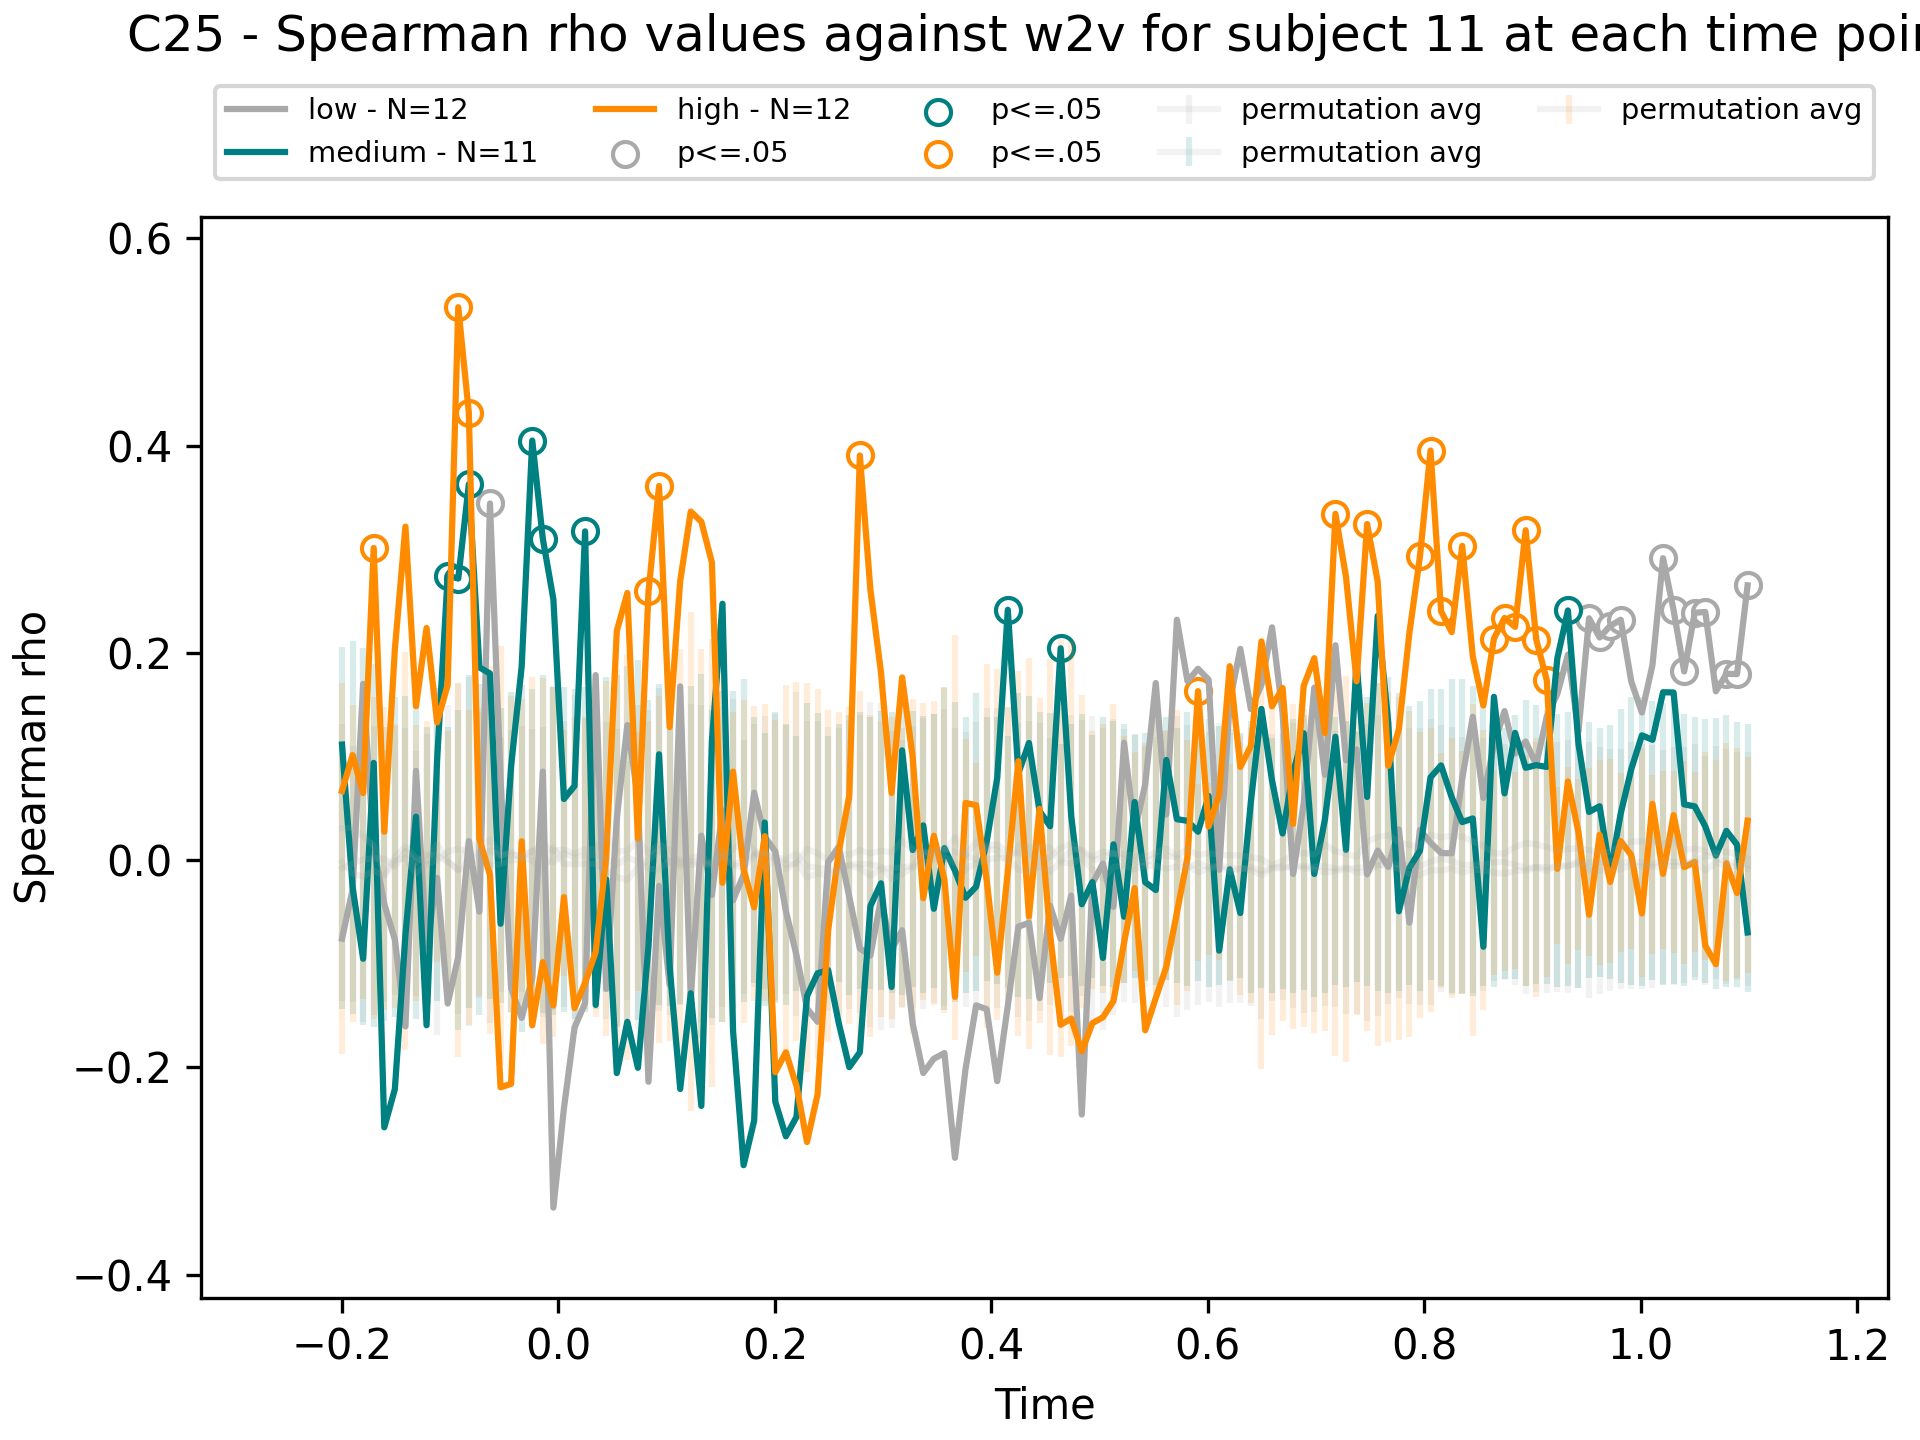 C25 - Spearman rho values against w2v for subject 11 at each time poi
low - N=12
medium - N=11
high - N=12
p<=.05
p<=.05
p<=.05
permutation avg
permutation avg
permutation avg
Spearman rho
0.6
0.4
0.2
0.0
−0.2
−0.4
−0.2 0.0 0.2 0.4 0.6 0.8 1.0 1.2
Time